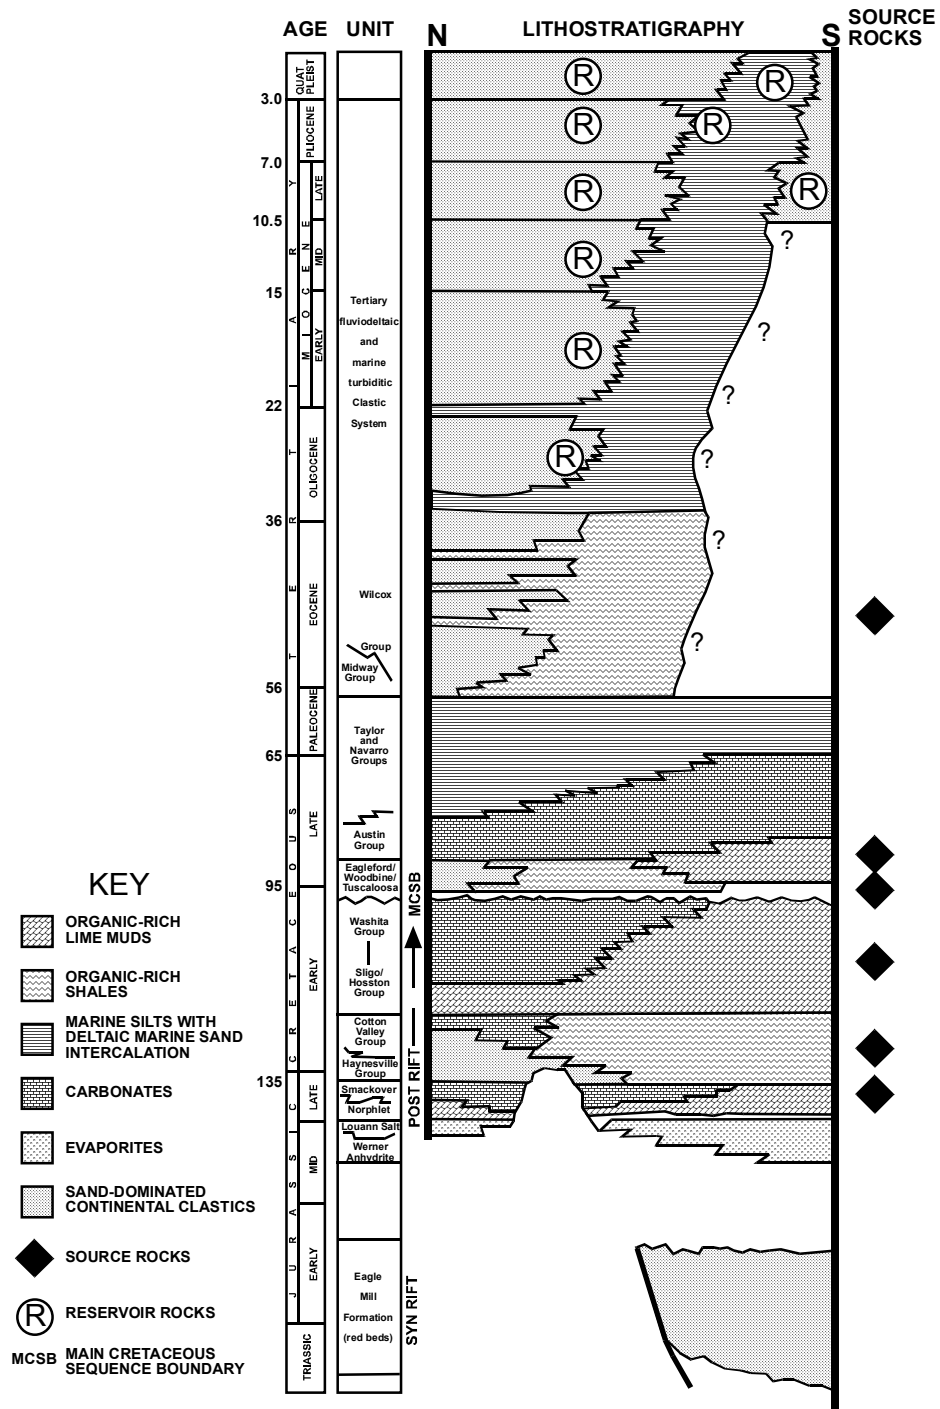 AGE
UNIT
N
LITHOSTRATIGRAPHY
S
SOURCE
ROCKS
QUAT
PLEIST
PLIOCENE
LATE
MID
EARLY
MIOCENE
OLIGOCENE
EOCENE
PALEOCENE
TERTIARY
LATE
EARLY
CRETACEOUS
LATE
MID
EARLY
JURASSIC
TRIASSIC
3.0
7.0
10.5
15
22
36
56
65
95
135
Tertiary
fluviodeltaic
and
marine
turbiditic
Clastic
System
Wilcox
Group
Midway
Group
Taylor
and
Navarro
Groups
Austin
Group
Eagleford/
Woodbine/
Tuscaloosa
Washita
Group
Sligo/
Hosston
Group
Cotton
Valley
Group
Haynesville
Group
Smackover
Norphlet
Louann Salt
Werner
Anhydrite
Eagle
Mill
Formation
(red beds)
MCSB
POST RIFT
SYN RIFT
R
R
R
R
R
R
R
R
R
?
?
?
?
?
?
KEY
ORGANIC-RICH
LIME MUDS
ORGANIC-RICH
SHALES
MARINE SILTS WITH
DELTAIC MARINE SAND
INTERCALATION
CARBONATES
EVAPORITES
SAND-DOMINATED
CONTINENTAL CLASTICS
SOURCE ROCKS
R RESERVOIR ROCKS
MCSB MAIN CRETACEOUS
SEQUENCE BOUNDARY